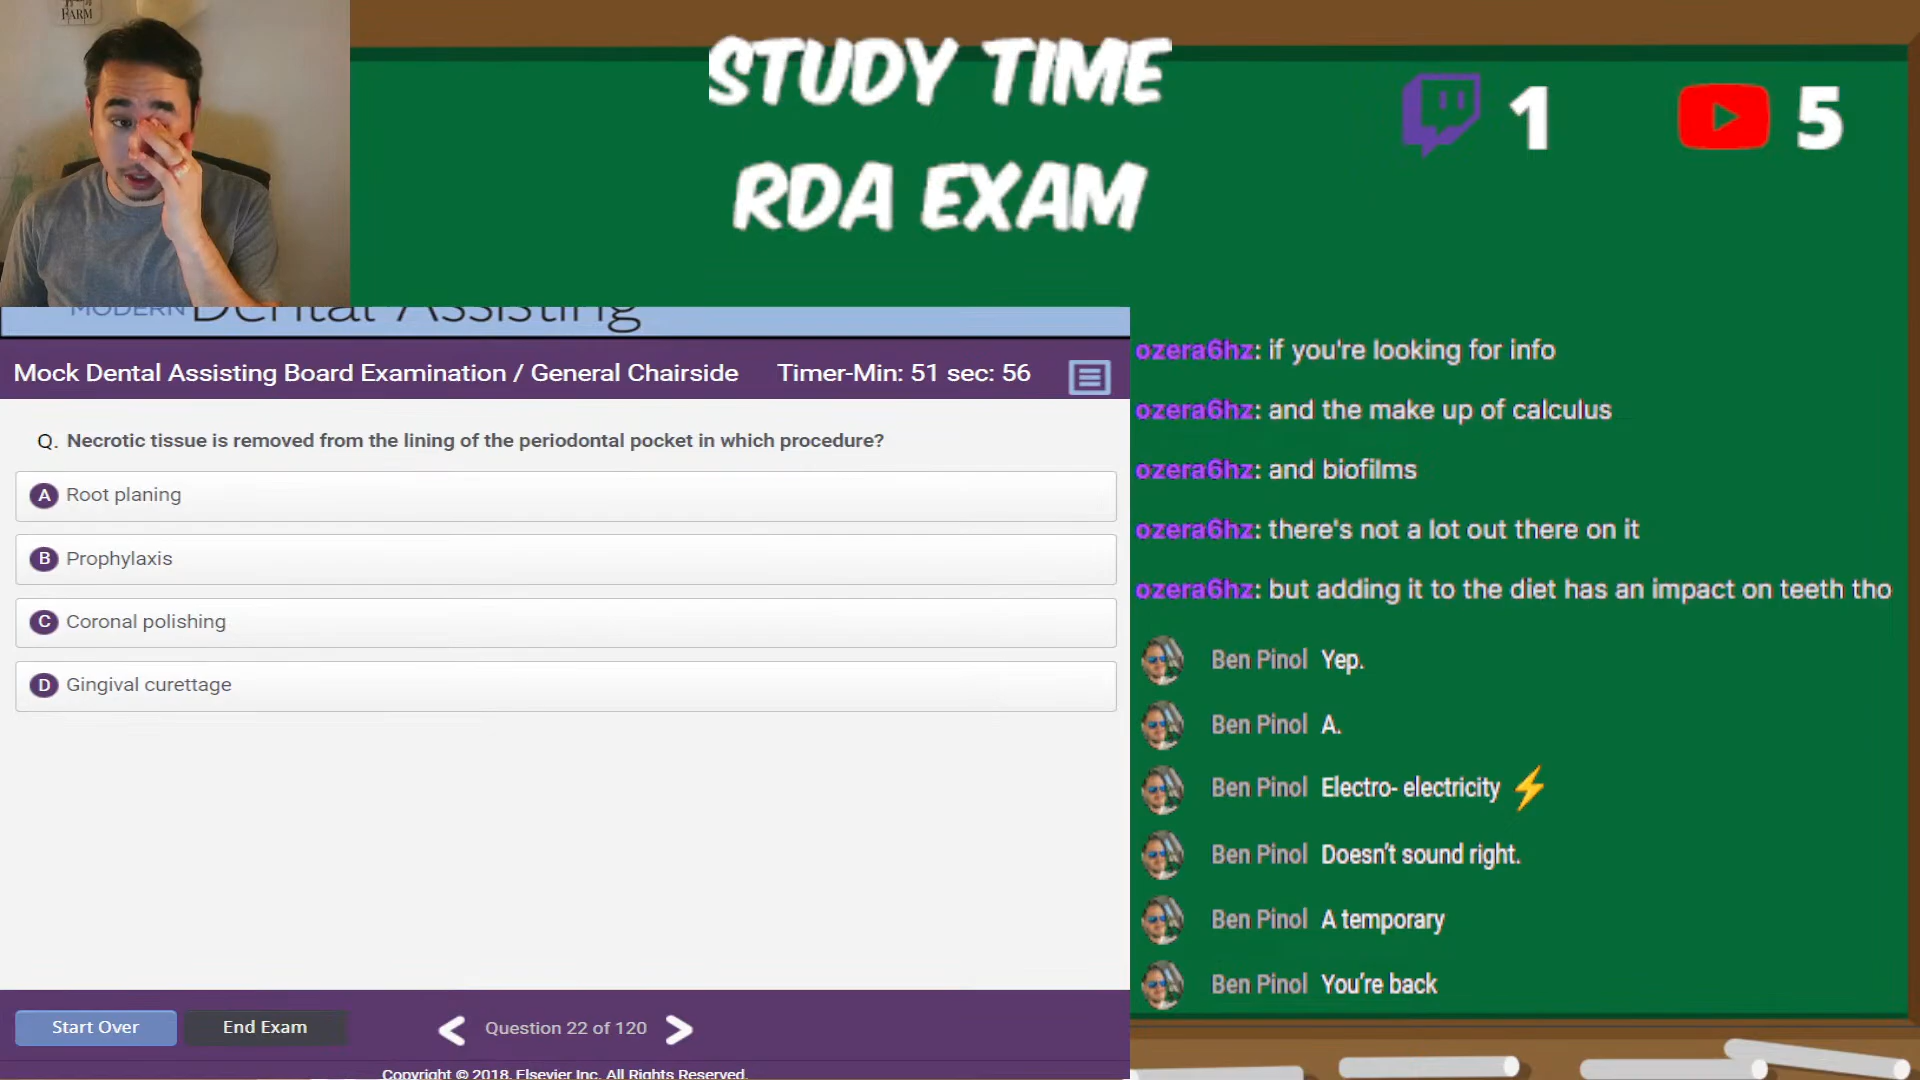 FARM
STUDY TIME
RDA EXAM
1
5
MODERN Dental Assisting
Mock Dental Assisting Board Examination / General Chairside
Timer-Min: 51 sec: 56
Q. Necrotic tissue is removed from the lining of the periodontal pocket in which procedure?
A Root planing
B Prophylaxis
C Coronal polishing
D Gingival curettage
Start Over
End Exam
Question 22 of 120
Copyright © 2018, Elsevier Inc. All Rights Reserved.
ozera6hz: if you're looking for info
ozera6hz: and the make up of calculus
ozera6hz: and biofilms
ozera6hz: there's not a lot out there on it
ozera6hz: but adding it to the diet has an impact on teeth tho
Ben Pinol Yep.
Ben Pinol A.
Ben Pinol Electro- electricity ⚡
Ben Pinol Doesn't sound right.
Ben Pinol A temporary
Ben Pinol You're back